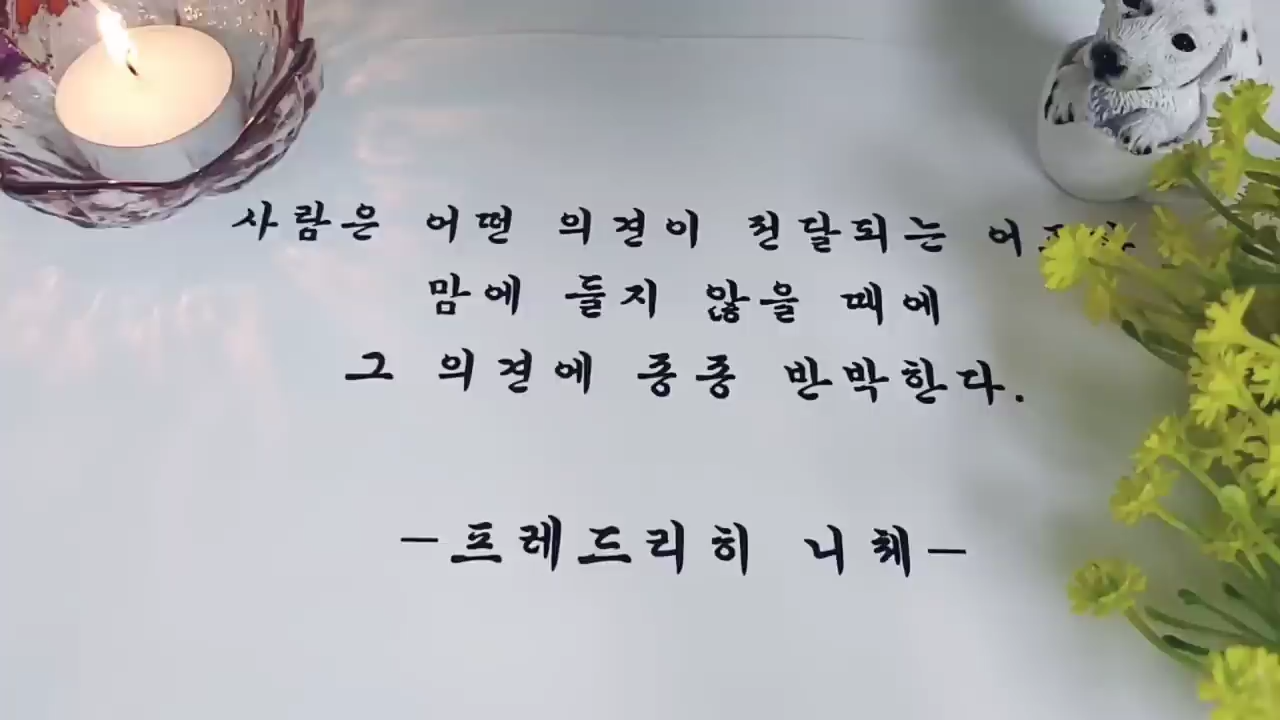 사람은 어떤 의견이 전달되는
맘에 들지 않을 때에
그 의견에 종종 반박한다.
-프레드리히 니체-